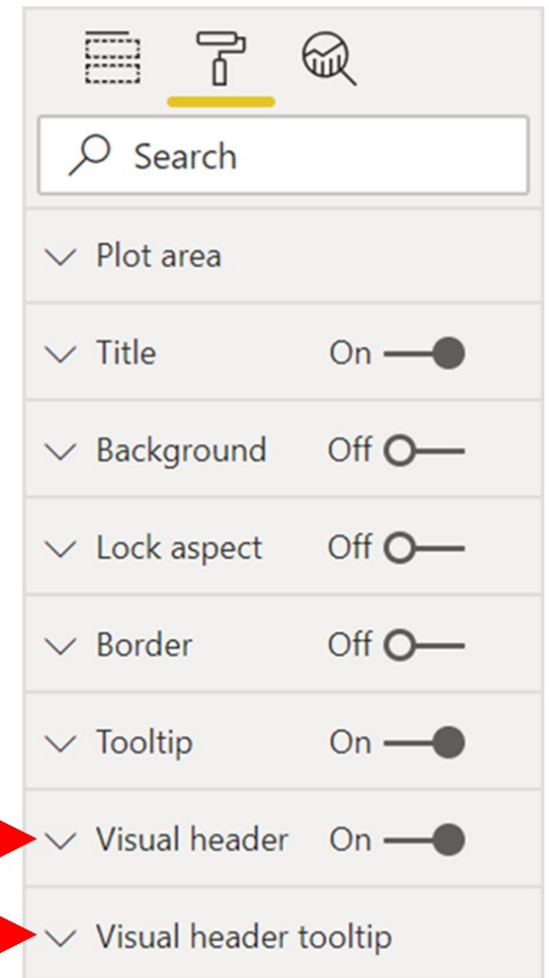 Search
Plot area
Title On
Background Off
Lock aspect Off
Border Off
Tooltip On
Visual header On
Visual header tooltip